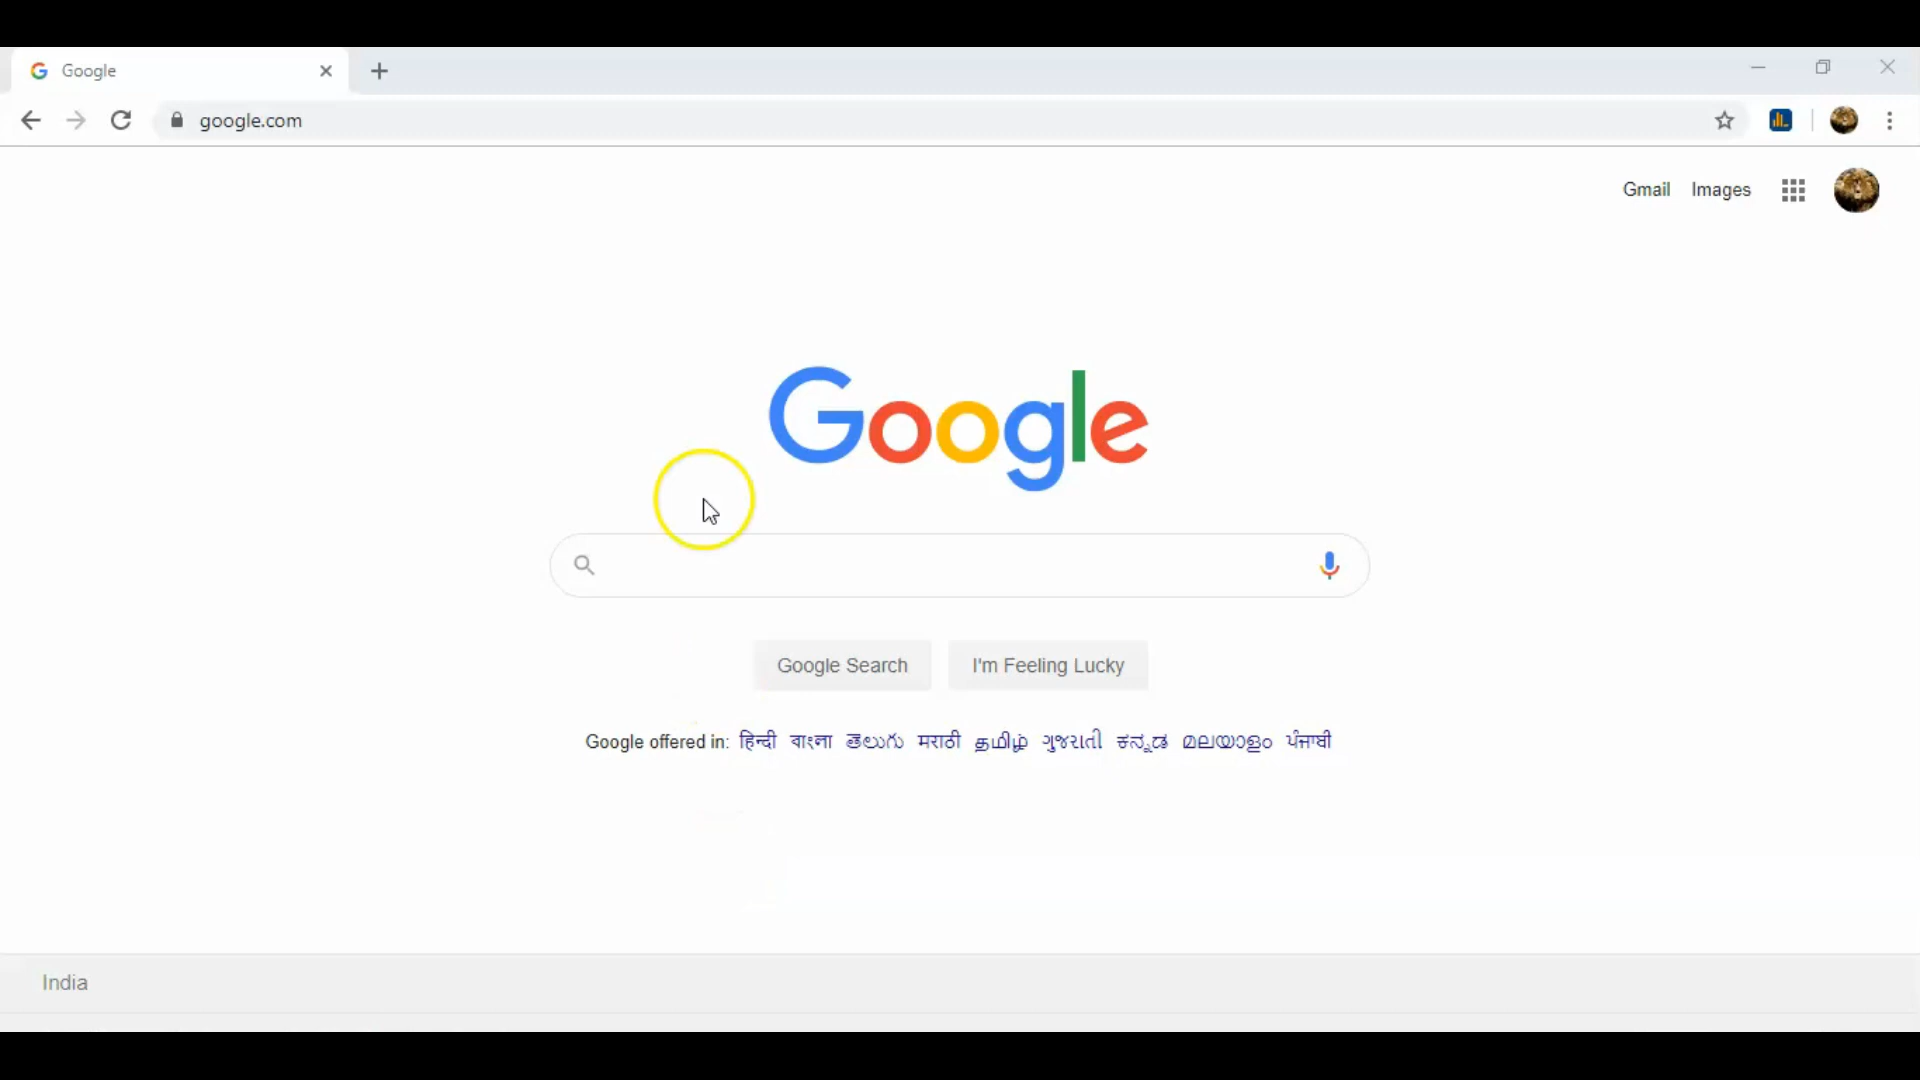 Google
google.com
Gmail Images
Google
Google Search I'm Feeling Lucky
Google offered in: हिन्दी বাংলা తెలుగు मराठी தமிழ் ગુજરાતી ಕನ್ನಡ മലയാളം ਪੰਜਾਬੀ
India